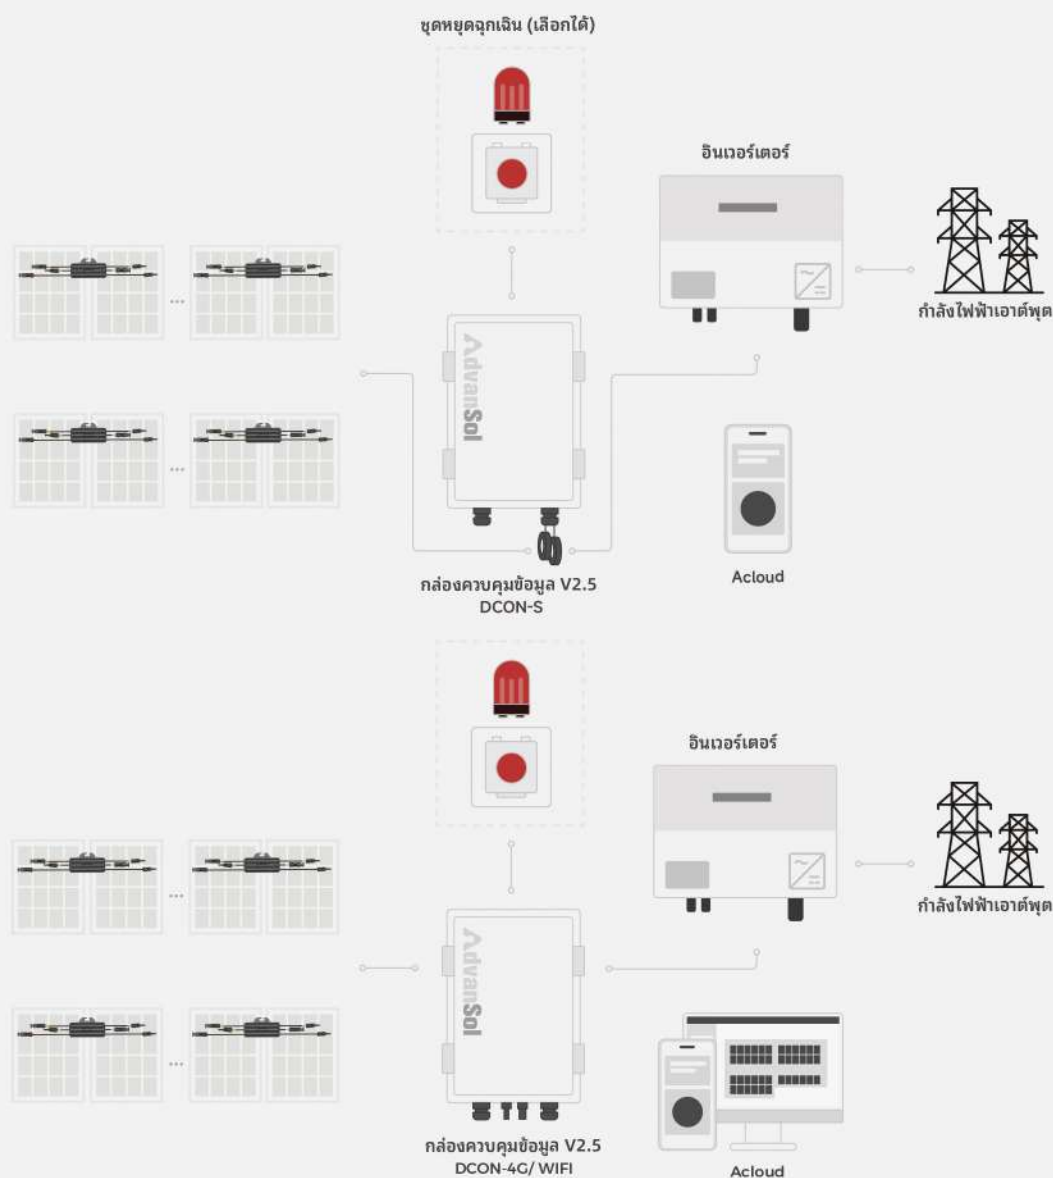 ชุดหยุดฉุกเฉิน (เลือกได้)
อินเวอร์เตอร์
กำลังไฟฟ้าเอาต์พุต
AdvanSol
Acloud
กล่องควบคุมข้อมูล V2.5
DCON-S
อินเวอร์เตอร์
กำลังไฟฟ้าเอาต์พุต
AdvanSol
กล่องควบคุมข้อมูล V2.5
DCON-4G/ WIFI
Acloud